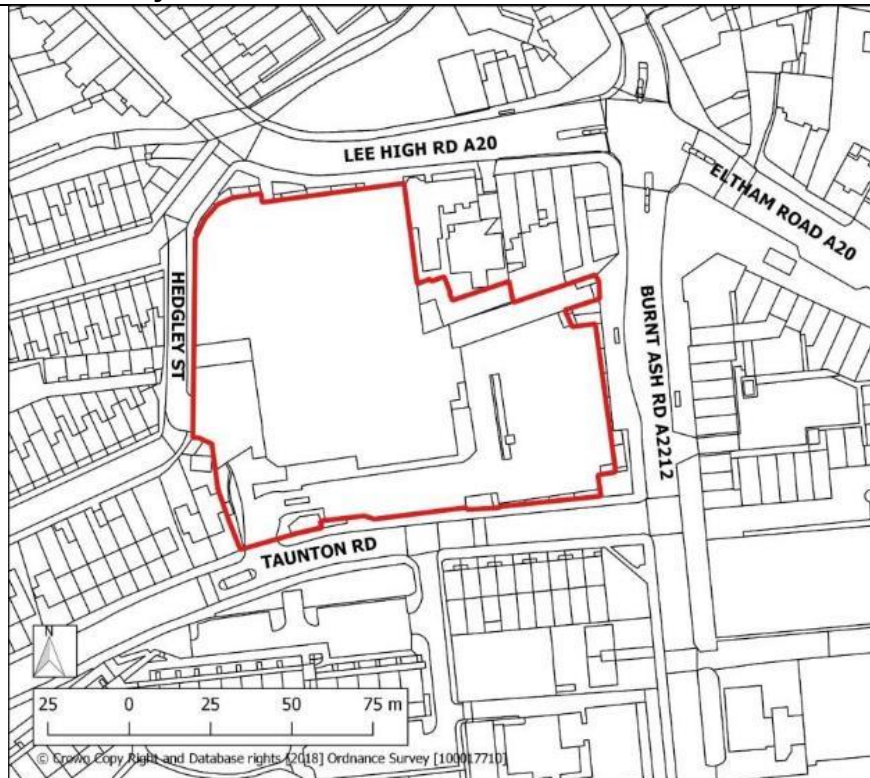 LEE HIGH RD A20
ELTHAM ROAD A20
HEDGLEY ST
BURNT ASH RD A2212
TAUNTON RD
N
25 0 25 50 75 m
© Crown Copy Right and Database rights [2018] Ordnance Survey [100017710]